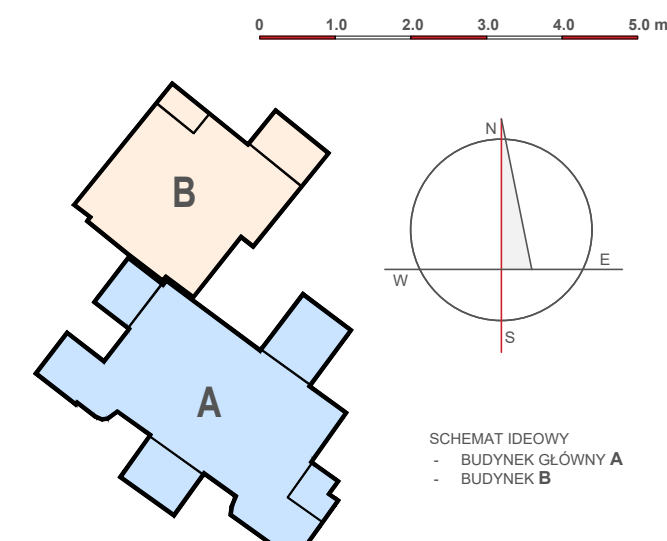 0 1.0 2.0 3.0 4.0 5.0 m
N
B
E
W
S
A
SCHEMAT IDEOWY
- BUDYNEK GŁÓWNY A
- BUDYNEK B